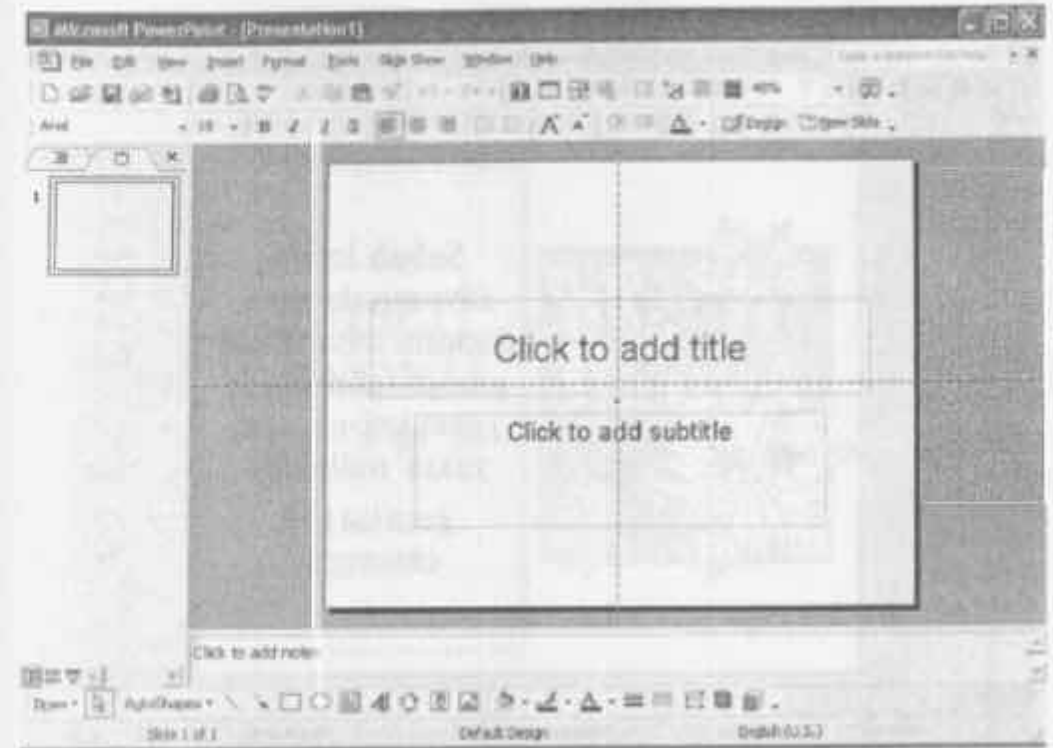 Microsoft PowerPoint - [Presentation1]
File Edit View Insert Format Tools Slide Show Window Help
Arial 18 B I U S Design New Slide
1
Click to add title
Click to add subtitle
Click to add notes
Draw AutoShapes
Slide 1 of 1 Default Design English (U.S.)